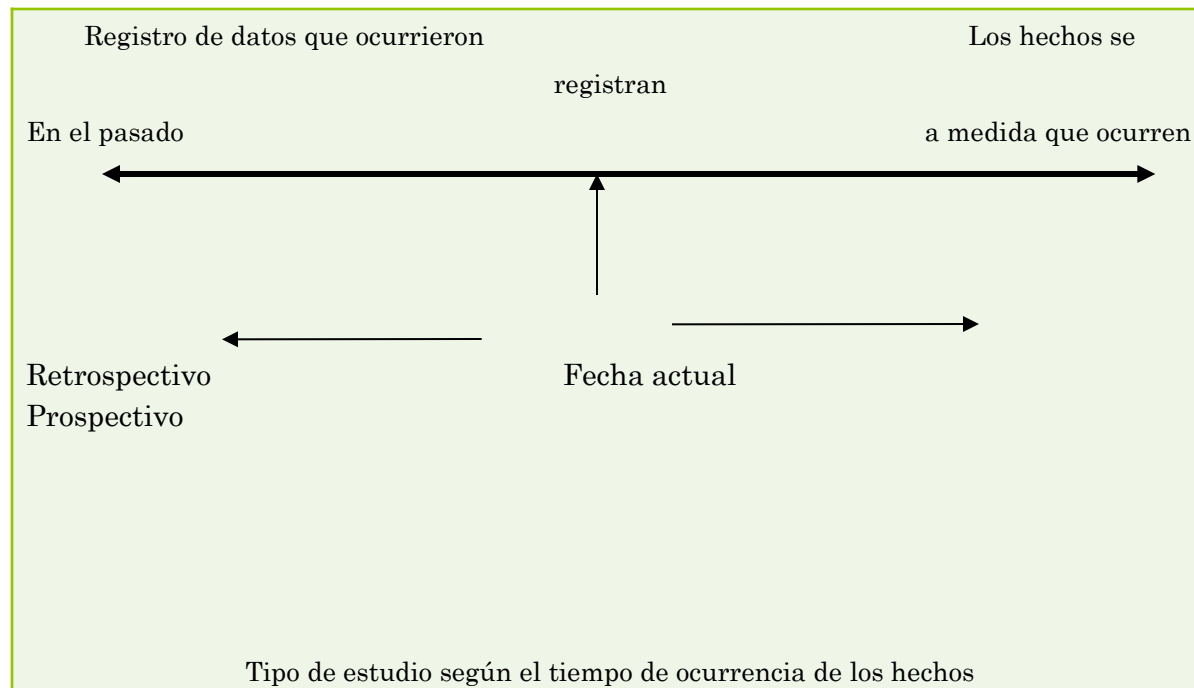 Registro de datos que ocurrieron Los hechos se
registran
En el pasado a medida que ocurren
Retrospectivo Fecha actual
Prospectivo
Tipo de estudio según el tiempo de ocurrencia de los hechos